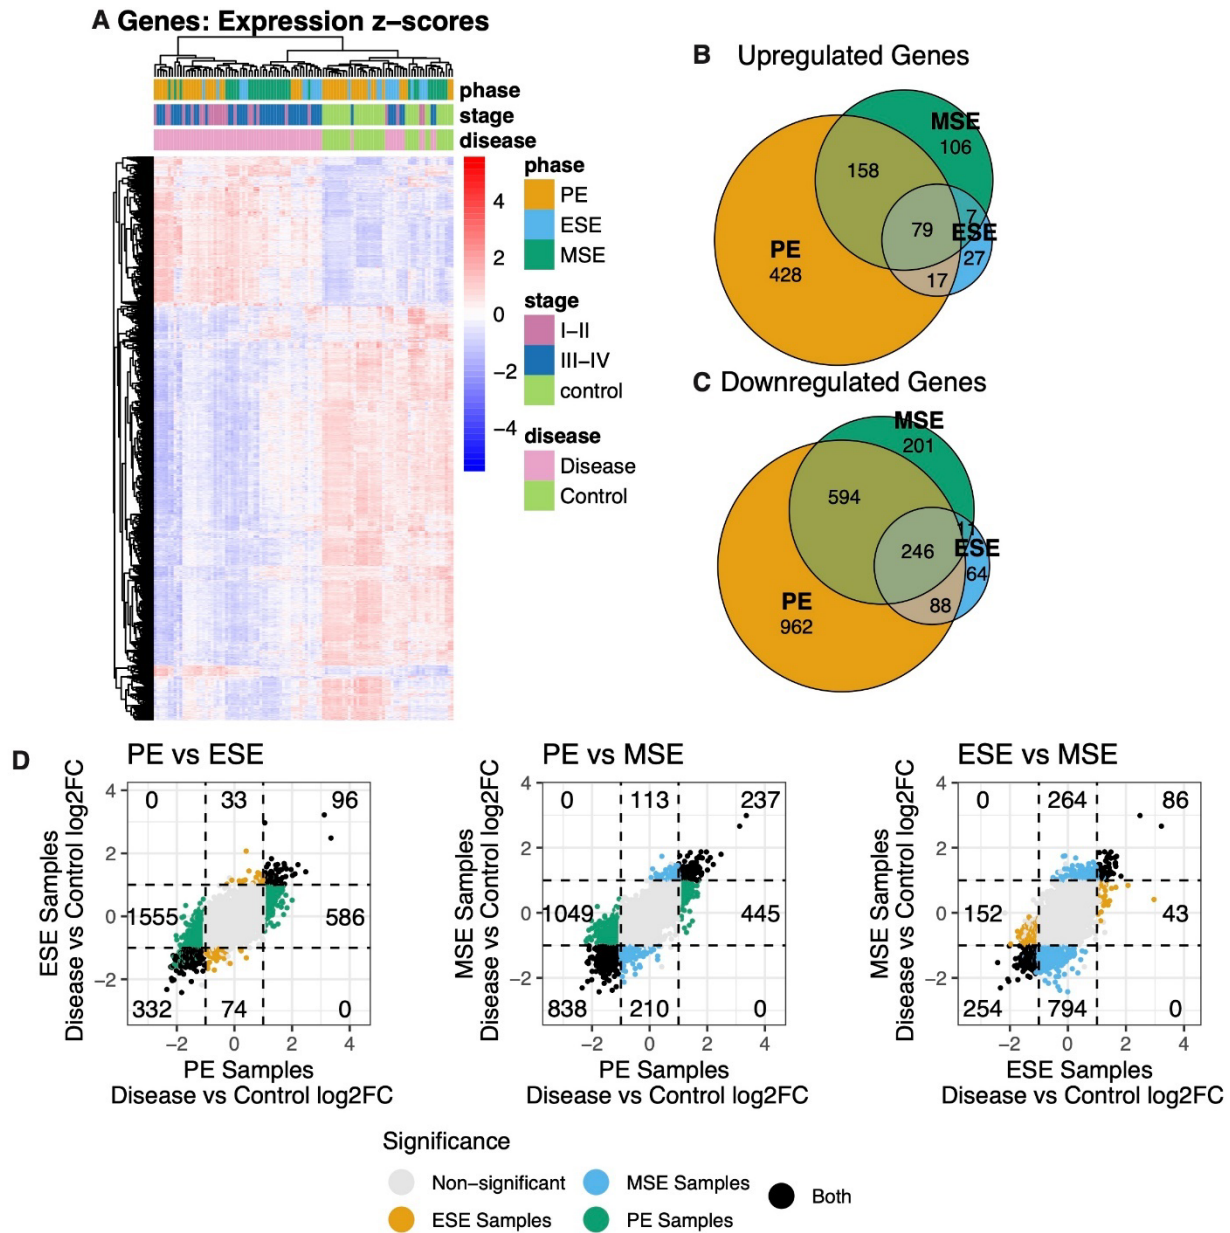 A Genes: Expression z−scores
phase
stage
disease
4
2
0
−2
−4
phase
PE
ESE
MSE
stage
I−II
III−IV
control
disease
Disease
Control
B Upregulated Genes
MSE
106
158
7
79
ESE
27
PE
428
17
C Downregulated Genes
MSE
201
594
11
246
ESE
64
PE
962
88
D
PE vs ESE
ESE Samples
Disease vs Control log2FC
4
2
0
−2
0 33 96
1555 586
332 74 0
−2 0 2 4
PE Samples
Disease vs Control log2FC
PE vs MSE
MSE Samples
Disease vs Control log2FC
4
2
0
−2
0 113 237
1049 445
838 210 0
−2 0 2 4
PE Samples
Disease vs Control log2FC
ESE vs MSE
MSE Samples
Disease vs Control log2FC
4
2
0
−2
0 264 86
152 43
254 794 0
−2 0 2 4
ESE Samples
Disease vs Control log2FC
Significance
Non−significant
ESE Samples
MSE Samples
PE Samples
Both